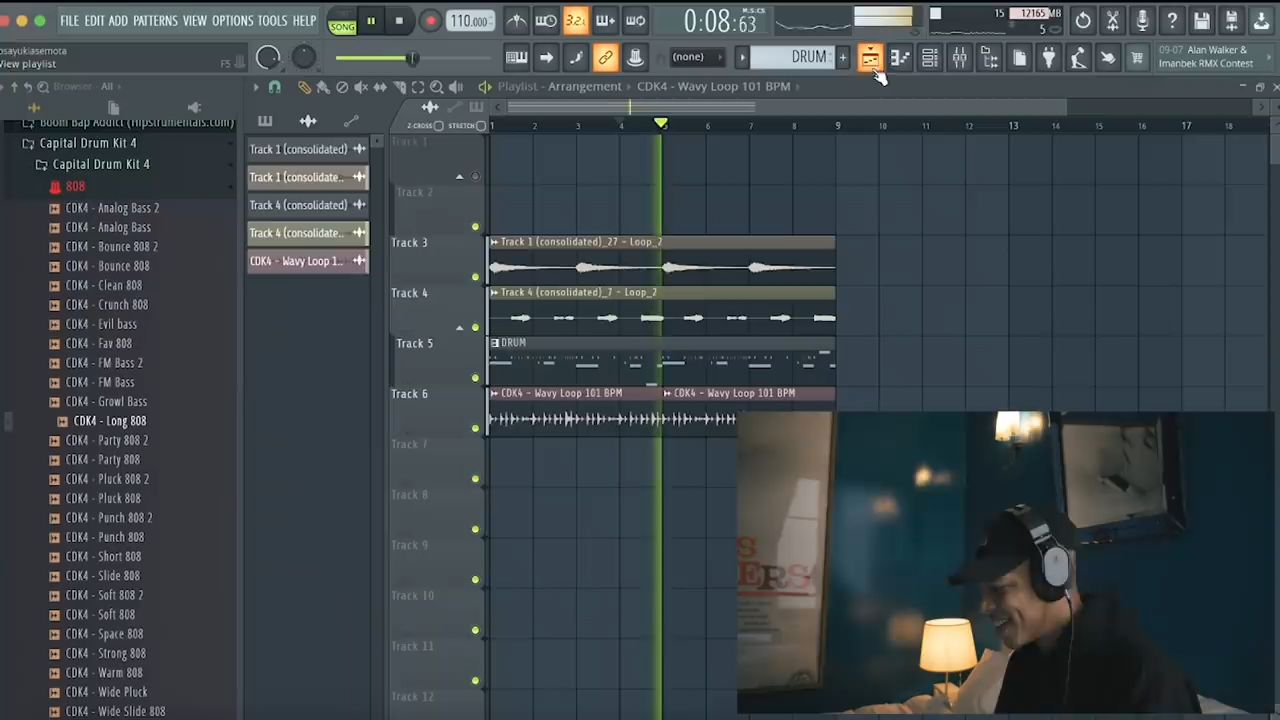 FILE EDIT ADD PATTERNS VIEW OPTIONS TOOLS HELP
SONG
110.000
3.2.
0:08:63
M:S:CS
15
12165 MB
5
osayukiasemota
View playlist
F5
(none)
DRUM
09-07 Alan Walker &
Imanbek RMX Contest
Browser - All
Playlist - Arrangement › CDK4 - Wavy Loop 101 BPM ›
Z-CROSS
STRETCH
1 2 3 4 5 6 7 8 9 10 11 12 13 14 15 16 17 18
Boom Bap Addict (hipstrumentals.com)
Capital Drum Kit 4
Capital Drum Kit 4
808
CDK4 - Analog Bass 2
CDK4 - Analog Bass
CDK4 - Bounce 808 2
CDK4 - Bounce 808
CDK4 - Clean 808
CDK4 - Crunch 808
CDK4 - Evil bass
CDK4 - Fav 808
CDK4 - FM Bass 2
CDK4 - FM Bass
CDK4 - Growl Bass
CDK4 - Long 808
CDK4 - Party 808 2
CDK4 - Party 808
CDK4 - Pluck 808 2
CDK4 - Pluck 808
CDK4 - Punch 808 2
CDK4 - Punch 808
CDK4 - Short 808
CDK4 - Slide 808
CDK4 - Soft 808 2
CDK4 - Soft 808
CDK4 - Space 808
CDK4 - Strong 808
CDK4 - Warm 808
CDK4 - Wide Pluck
CDK4 - Wide Slide 808
Track 1 (consolidated)
Track 1 (consolidate..
Track 4 (consolidated)
Track 4 (consolidate..
CDK4 - Wavy Loop 1..
Track 1
Track 2
Track 3
Track 1 (consolidated)_27 - Loop_2
Track 4
Track 4 (consolidated)_7 - Loop_2
Track 5
DRUM
Track 6
CDK4 - Wavy Loop 101 BPM
CDK4 - Wavy Loop 101 BPM
Track 7
Track 8
Track 9
Track 10
Track 11
Track 12
S
ERS